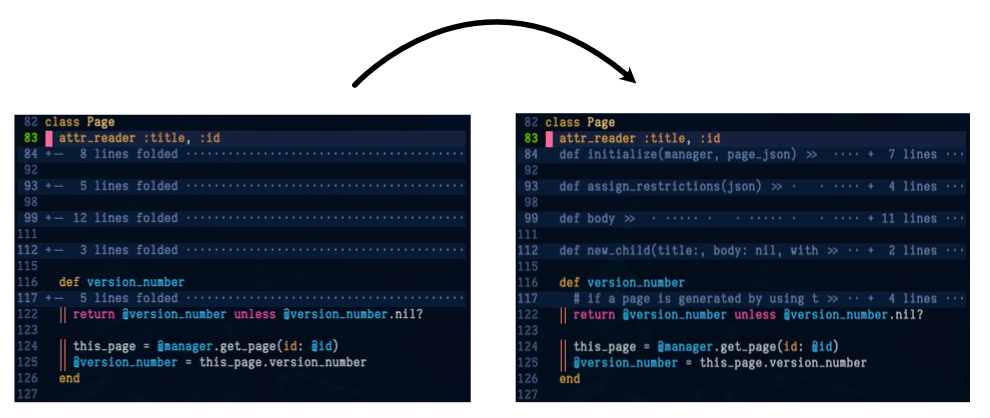 82 class Page
83 attr_reader :title, :id
84 +-- 8 lines folded ········································
92
93 +-- 5 lines folded ········································
98
99 +-- 12 lines folded ········································
111
112 +-- 3 lines folded ········································
115
116 def version_number
117 +-- 5 lines folded ········································
122 || return @version_number unless @version_number.nil?
123
124 || this_page = @manager.get_page(id: @id)
125 || @version_number = this_page.version_number
126 end
127
82 class Page
83 attr_reader :title, :id
84 def initialize(manager, page_json) >> ···· + 7 lines ···
92
93 def assign_restrictions(json) >> · · ···· + 4 lines ···
98
99 def body >> · ····· · ····· · · ···· + 11 lines ···
111
112 def new_child(title:, body: nil, with >> ·· + 2 lines ···
115
116 def version_number
117 # if a page is generated by using t >> ·· + 4 lines ···
122 || return @version_number unless @version_number.nil?
123
124 || this_page = @manager.get_page(id: @id)
125 || @version_number = this_page.version_number
126 end
127